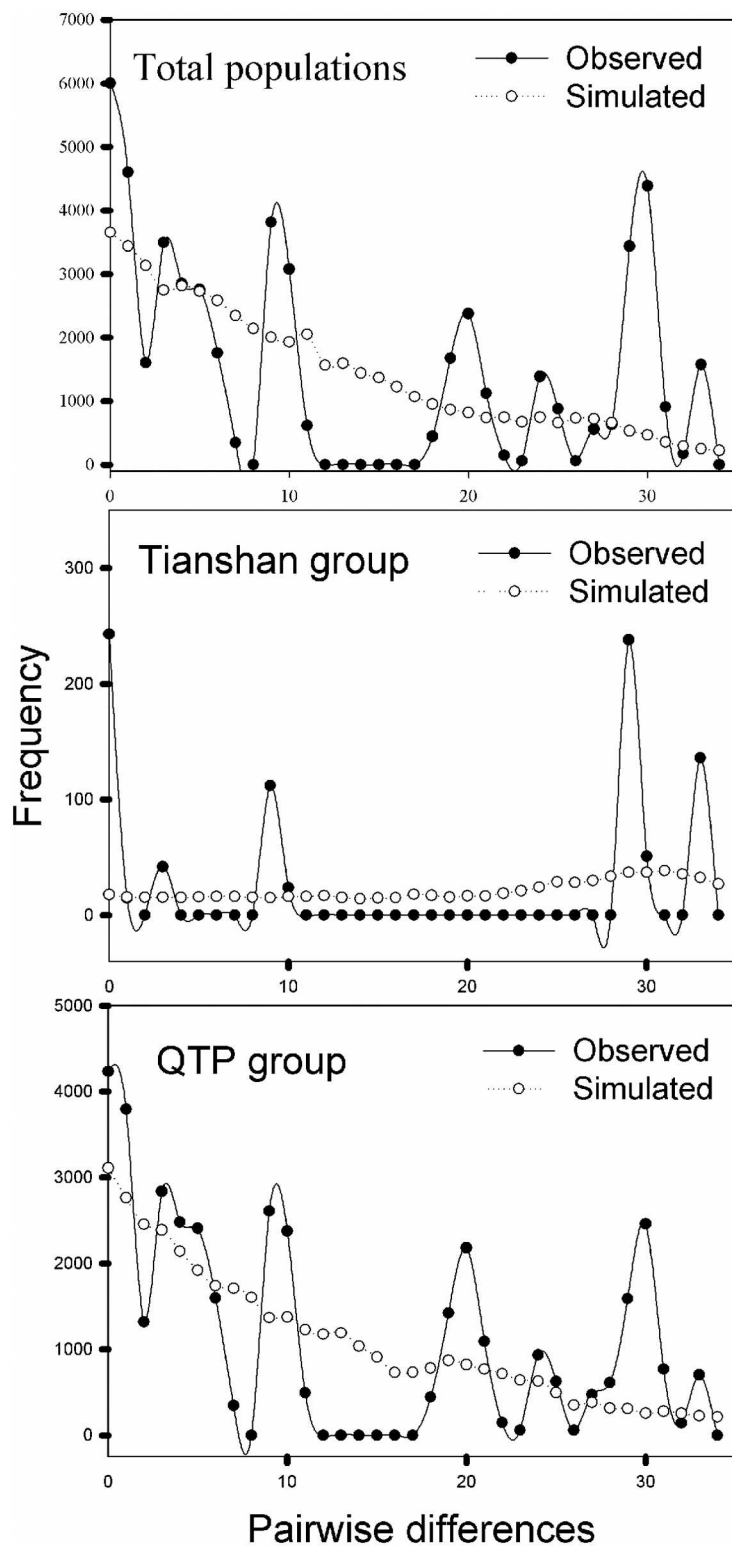 7000
Total populations
Observed
Simulated
6000
5000
4000
3000
2000
1000
0
0 10 20 30
Tianshan group
Observed
Simulated
300
200
100
0
0 10 20 30
Frequency
5000
QTP group
Observed
Simulated
4000
3000
2000
1000
0
0 10 20 30
Pairwise differences